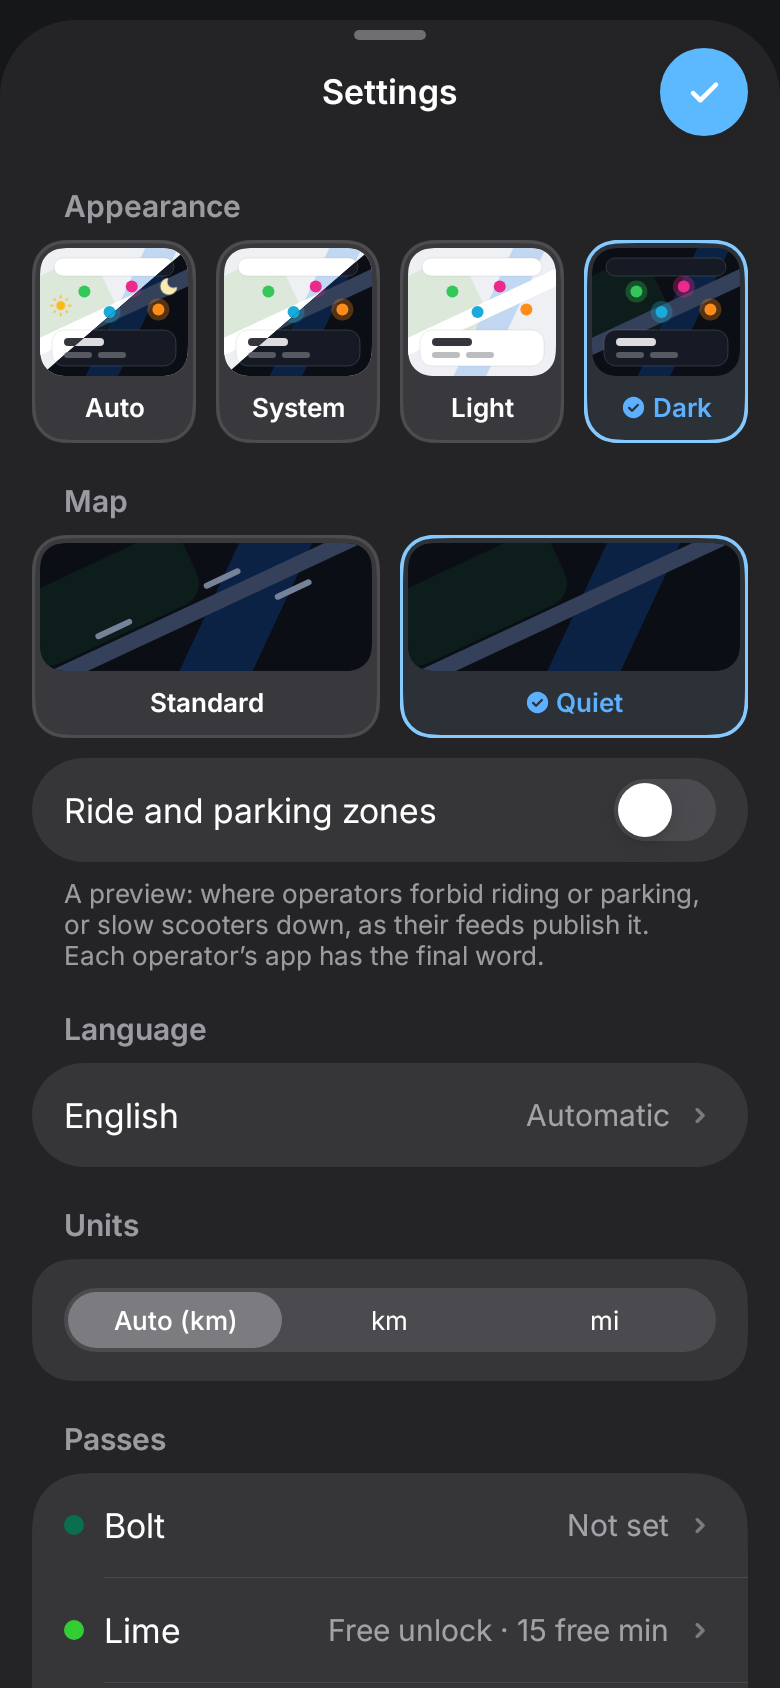 Settings
Appearance
Auto
System
Light
Dark
Map
Standard
Quiet
Ride and parking zones
A preview: where operators forbid riding or parking,
or slow scooters down, as their feeds publish it.
Each operator’s app has the final word.
Language
English
Automatic
Units
Auto (km)
km
mi
Passes
Bolt
Not set
Lime
Free unlock · 15 free min